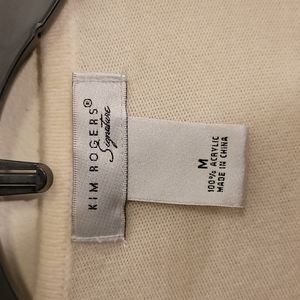 KIM ROGERS®
Signature
M
100% ACRYLIC
MADE IN CHINA